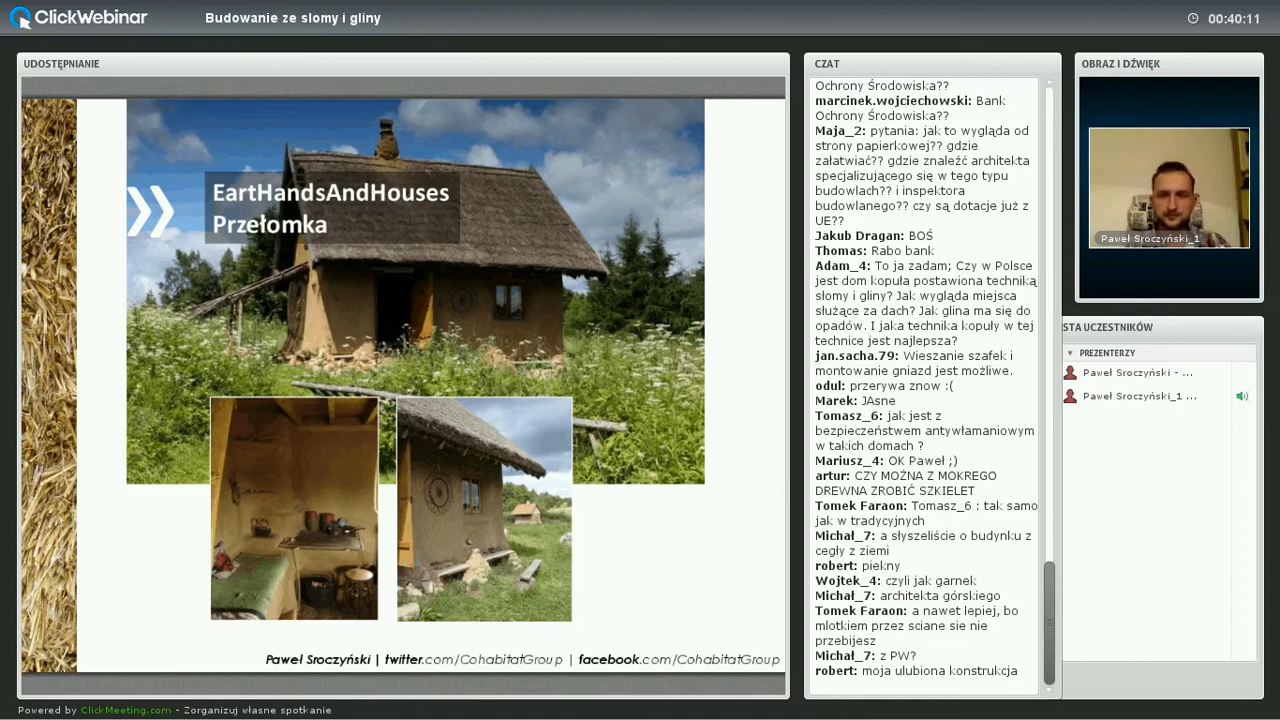 ClickWebinar
Budowanie ze slomy i gliny
00:40:11
UDOSTĘPNIANIE
EartHandsAndHouses
Przełomka
Paweł Sroczyński | twitter.com/CohabitatGroup | facebook.com/CohabitatGroup
CZAT
Ochrony Środowiska??
marcinek.wojciechowski: Bank
Ochrony Środowiska??
Maja_2: pytania: jak to wygląda od
strony papierkowej?? gdzie
załatwiać?? gdzie znaleźć architekta
specjalizującego się w tego typu
budowlach?? i inspektora
budowlanego?? czy są dotacje już z
UE??
Jakub Dragan: BOŚ
Thomas: Rabo bank
Adam_4: To ja zadam; Czy w Polsce
jest dom kopuła postawiona techniką
słomy i gliny? Jak wygląda miejsca
służące za dach? Jak glina ma się do
opadów. I jaka technika kopuły w tej
technice jest najlepsza?
jan.sacha.79: Wieszanie szafek i
montowanie gniazd jest możliwe.
odul: przerywa znow :(
Marek: JAsne
Tomasz_6: jak jest z
bezpieczeństwem antywłamaniowym
w takich domach ?
Mariusz_4: OK Paweł ;)
artur: CZY MOŻNA Z MOKREGO
DREWNA ZROBIĆ SZKIELET
Tomek Faraon: Tomasz_6 : tak samo
jak w tradycyjnych
Michał_7: a słyszeliście o budynku z
cegły z ziemi
robert: piekny
Wojtek_4: czyli jak garnek
Michał_7: architekta górskiego
Tomek Faraon: a nawet lepiej, bo
mlotkiem przez sciane sie nie
przebijesz
Michał_7: z PW?
robert: moja ulubiona konstrukcja
OBRAZ I DŹWIĘK
Paweł Sroczyński_1
STA UCZESTNIKÓW
PREZENTERZY
Paweł Sroczyński - ...
Paweł Sroczyński_1 ...
Powered by ClickMeeting.com - Zorganizuj własne spotkanie